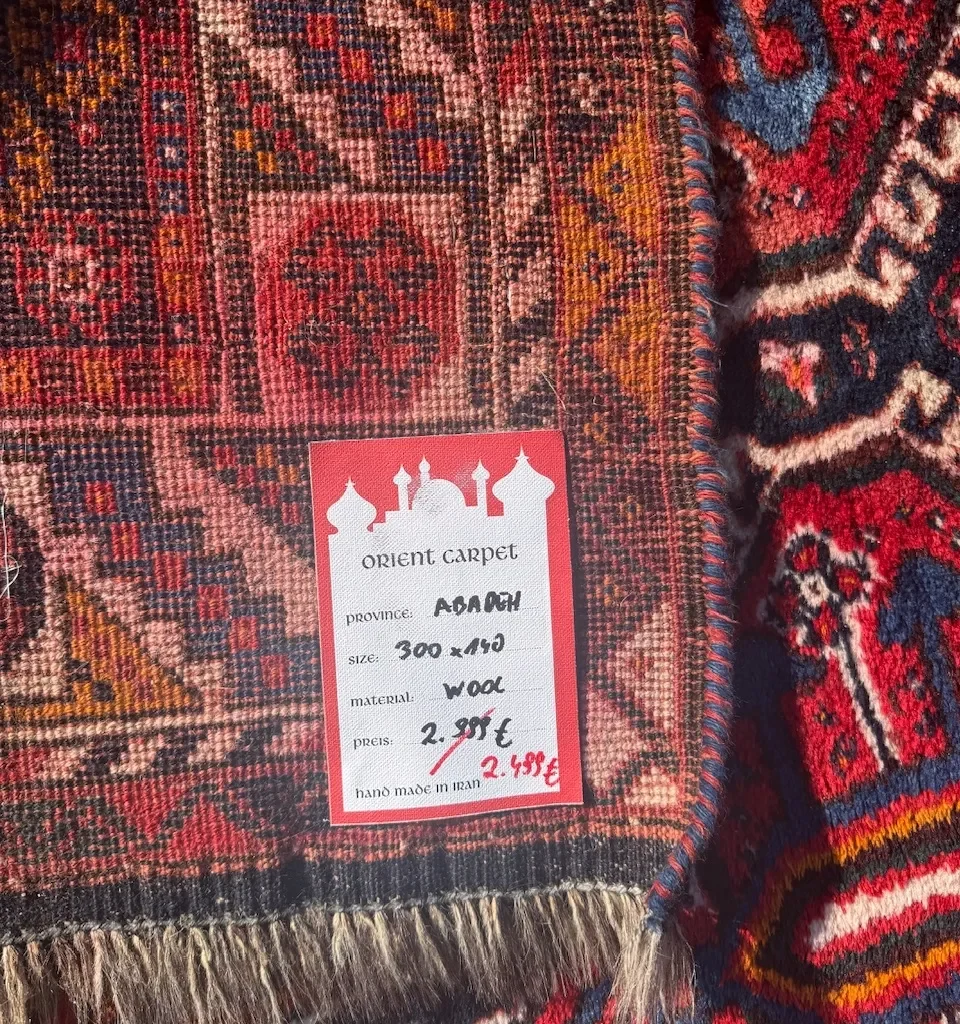 ORIENT CARPET
PROVINCE: ABADEH
SIZE: 300 x 140
MATERIAL: WOOL
PREIS: 2.999 €
2.499 €
HAND MADE IN IRAN